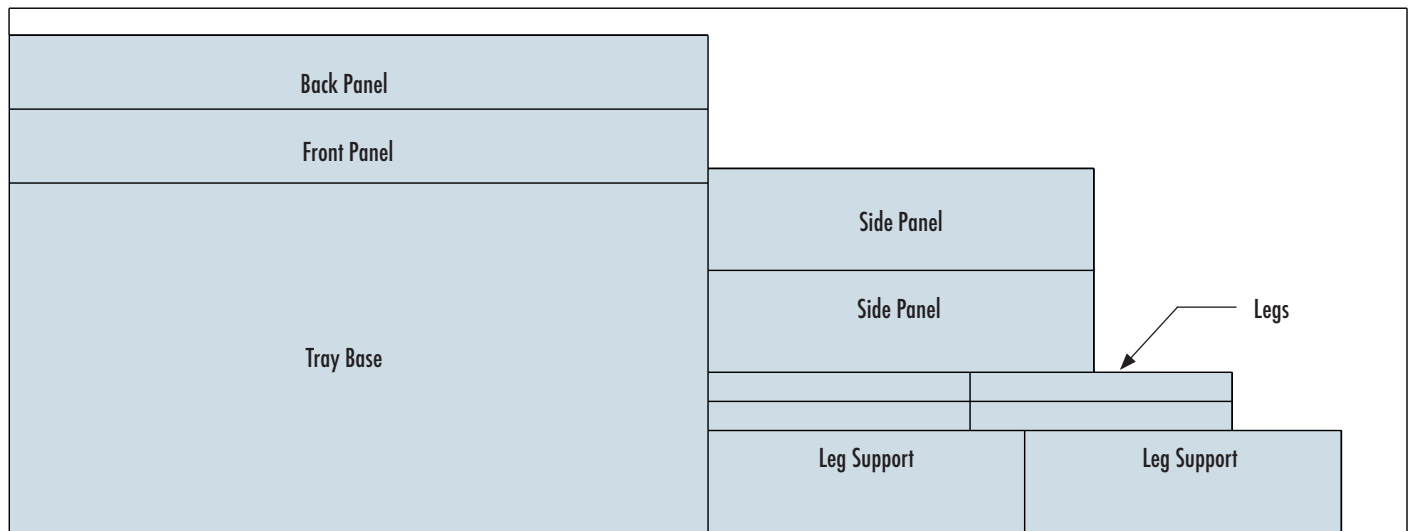 Back Panel
Front Panel
Side Panel
Side Panel
Legs
Tray Base
Leg Support
Leg Support